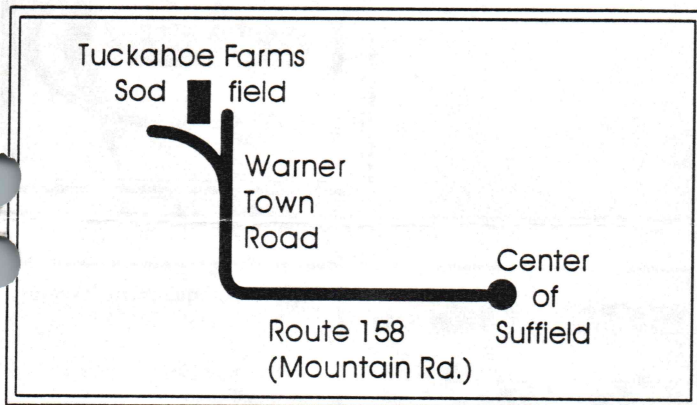 Tuckahoe Farms
Sod field
Warner
Town
Road
Center
of
Suffield
Route 158
(Mountain Rd.)